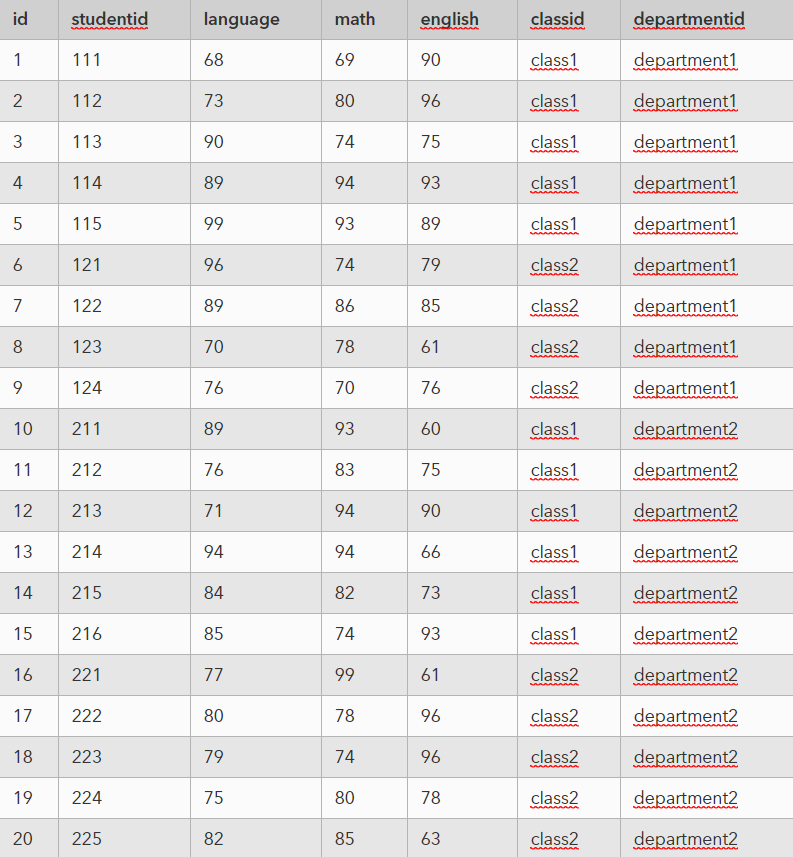 id studentid language math english classid departmentid
1 111 68 69 90 class1 department1
2 112 73 80 96 class1 department1
3 113 90 74 75 class1 department1
4 114 89 94 93 class1 department1
5 115 99 93 89 class1 department1
6 121 96 74 79 class2 department1
7 122 89 86 85 class2 department1
8 123 70 78 61 class2 department1
9 124 76 70 76 class2 department1
10 211 89 93 60 class1 department2
11 212 76 83 75 class1 department2
12 213 71 94 90 class1 department2
13 214 94 94 66 class1 department2
14 215 84 82 73 class1 department2
15 216 85 74 93 class1 department2
16 221 77 99 61 class2 department2
17 222 80 78 96 class2 department2
18 223 79 74 96 class2 department2
19 224 75 80 78 class2 department2
20 225 82 85 63 class2 department2